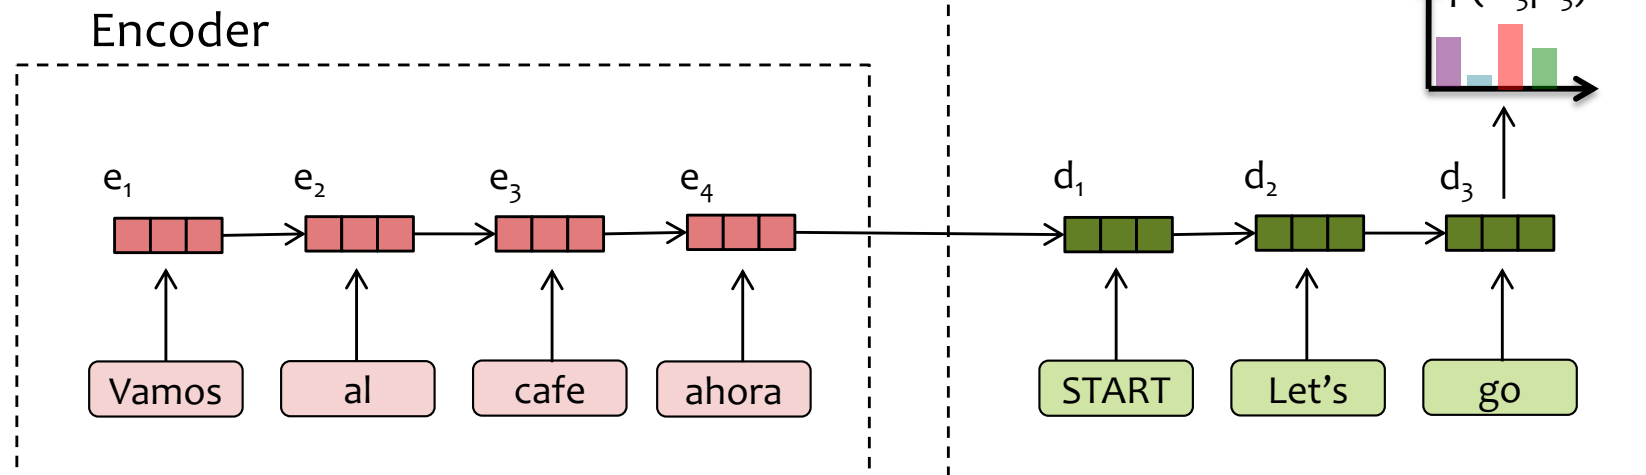 Encoder
e₁ e₂ e₃ e₄ d₁ d₂ d₃
Vamos al cafe ahora START Let’s go